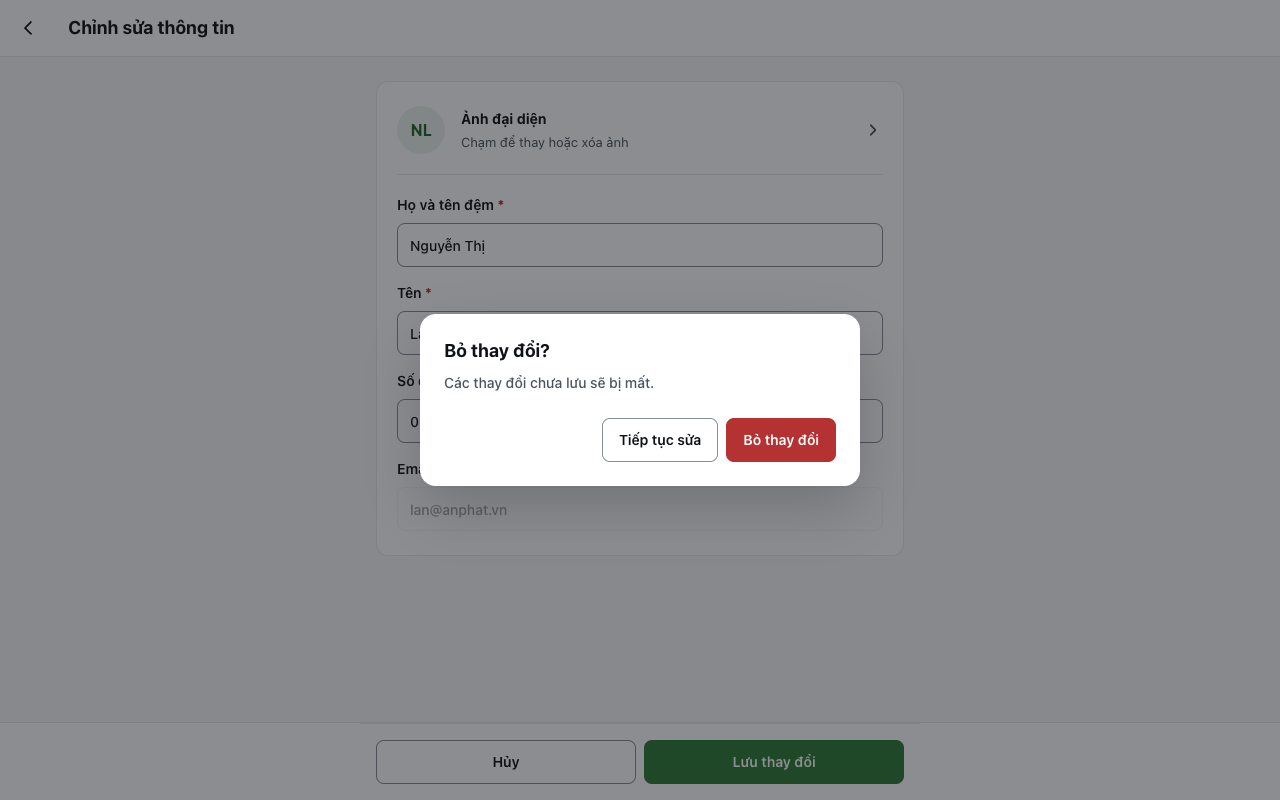 Chỉnh sửa thông tin
NL
Ảnh đại diện
Chạm để thay hoặc xóa ảnh
Họ và tên đệm *
Nguyễn Thị
Tên *
Bỏ thay đổi?
Số
Các thay đổi chưa lưu sẽ bị mất.
0
Tiếp tục sửa
Bỏ thay đổi
lan@anphat.vn
Hủy
Lưu thay đổi